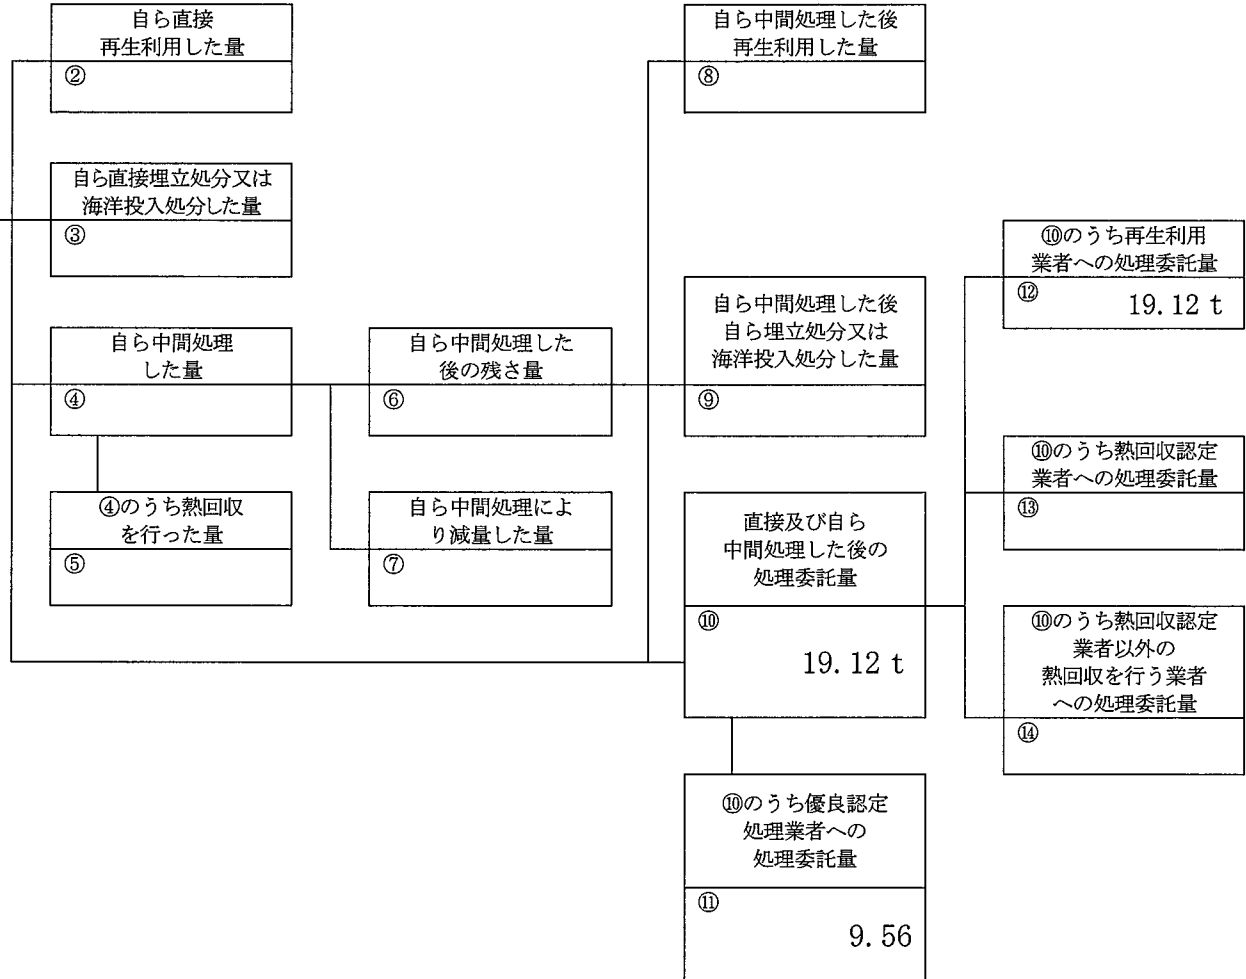 自ら直接
再生利用した量
②
自ら中間処理した後
再生利用した量
⑧
自ら直接埋立処分又は
海洋投入処分した量
③
⑩のうち再生利用
業者への処理委託量
⑫
19.12 t
自ら中間処理した後
自ら埋立処分又は
海洋投入処分した量
⑨
自ら中間処理
した量
④
自ら中間処理した
後の残さ量
⑥
⑩のうち熱回収認定
業者への処理委託量
⑬
④のうち熱回収
を行った量
⑤
自ら中間処理によ
り減量した量
⑦
直接及び自ら
中間処理した後の
処理委託量
⑩
19.12 t
⑩のうち熱回収認定
業者以外の
熱回収を行う業者
への処理委託量
⑭
⑩のうち優良認定
処理業者への
処理委託量
⑪
9.56